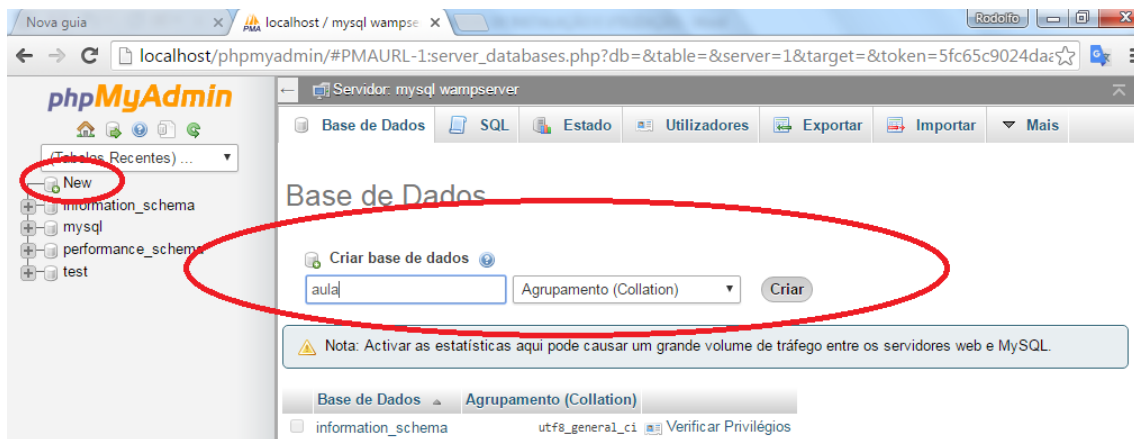 Nova guia
localhost / mysql wampse
Rodolfo
localhost/phpmyadmin/#PMAURL-1:server_databases.php?db=&table=&server=1&target=&token=5fc65c9024daa
phpMyAdmin
(Tabelas Recentes) ...
New
information_schema
mysql
performance_schema
test
Servidor: mysql wampserver
Base de Dados SQL Estado Utilizadores Exportar Importar Mais
Base de Dados
Criar base de dados
aula Agrupamento (Collation) Criar
Nota: Activar as estatísticas aqui pode causar um grande volume de tráfego entre os servidores web e MySQL.
Base de Dados Agrupamento (Collation)
information_schema utf8_general_ci Verificar Privilégios